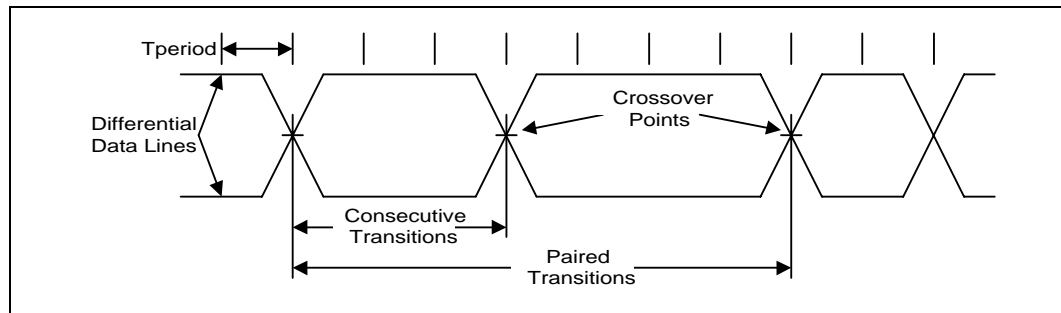 Tperiod
Differential
Data Lines
Crossover
Points
Consecutive
Transitions
Paired
Transitions